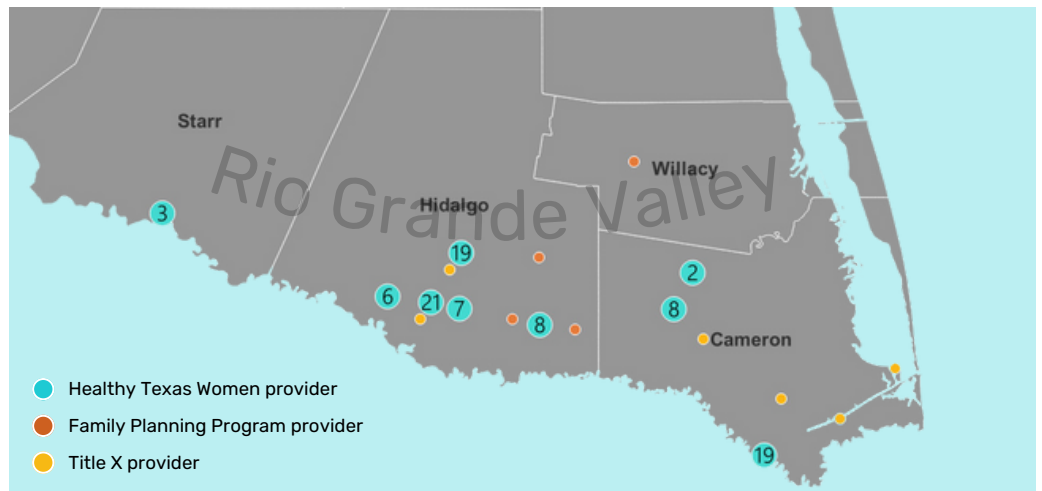 Starr
Rio Grande Valley
Willacy
Hidalgo
3
19
2
6
21
7
8
8
Cameron
Healthy Texas Women provider
Family Planning Program provider
Title X provider
19